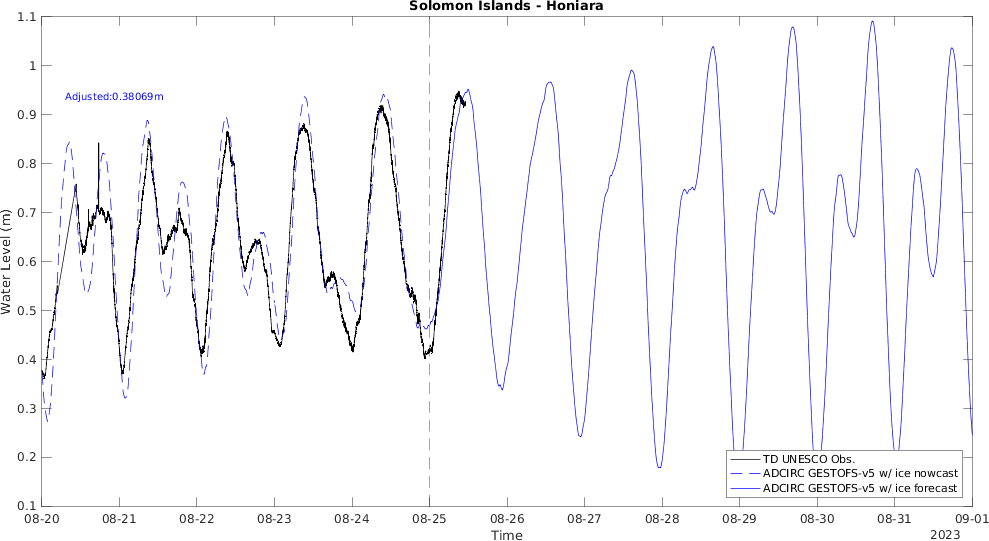 Solomon Islands - Honiara
Adjusted:0.38069m
Water Level (m)
1.1
1
0.9
0.8
0.7
0.6
0.5
0.4
0.3
0.2
0.1
TD UNESCO Obs.
ADCIRC GESTOFS-v5 w/ ice nowcast
ADCIRC GESTOFS-v5 w/ ice forecast
08-20 08-21 08-22 08-23 08-24 08-25 08-26 08-27 08-28 08-29 08-30 08-31 09-01
Time
2023